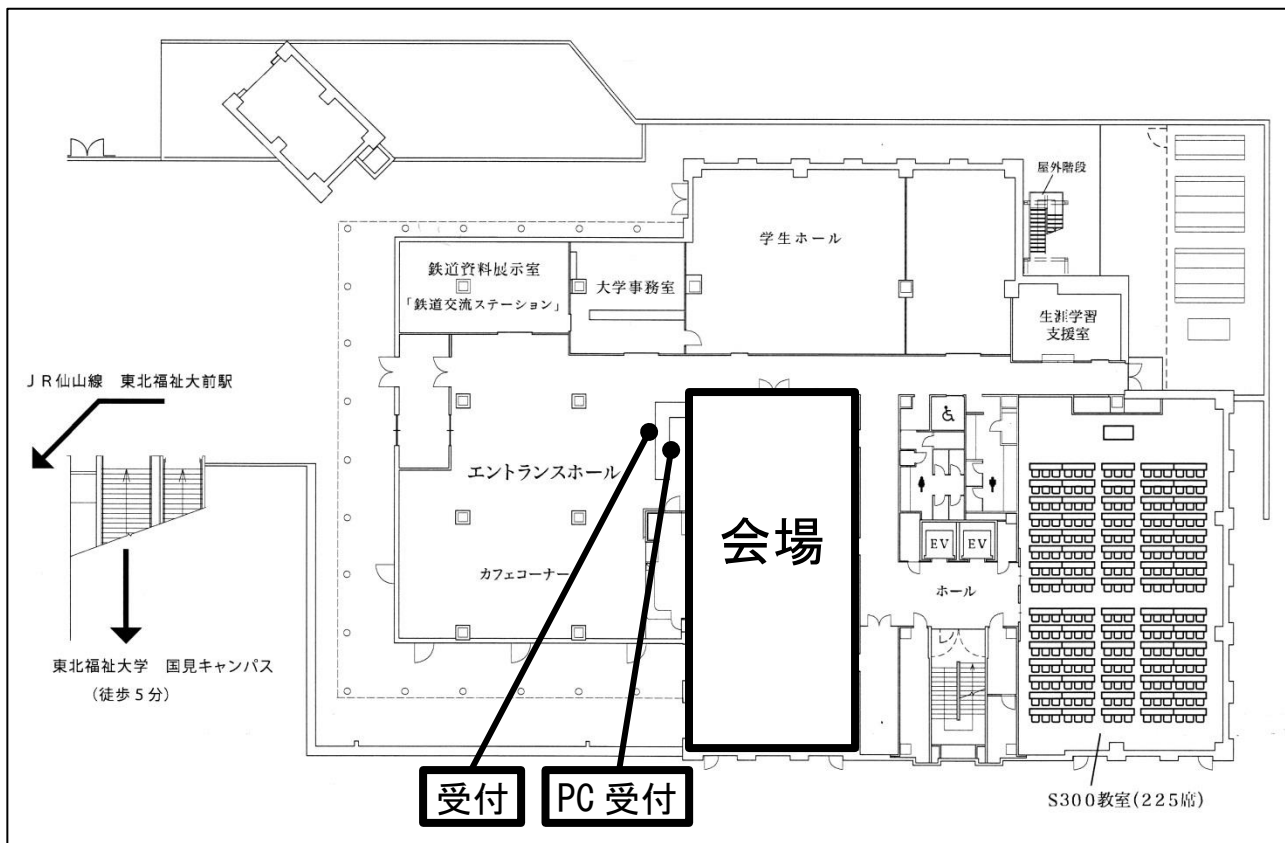 屋外階段
学生ホール
鉄道資料展示室
「鉄道交流ステーション」
大学事務室
生涯学習
支援室
JR仙山線 東北福祉大前駅
エントランスホール
会場
EV
EV
カフェコーナー
ホール
東北福祉大学 国見キャンパス
(徒歩5分)
受付
PC 受付
S300教室(225席)